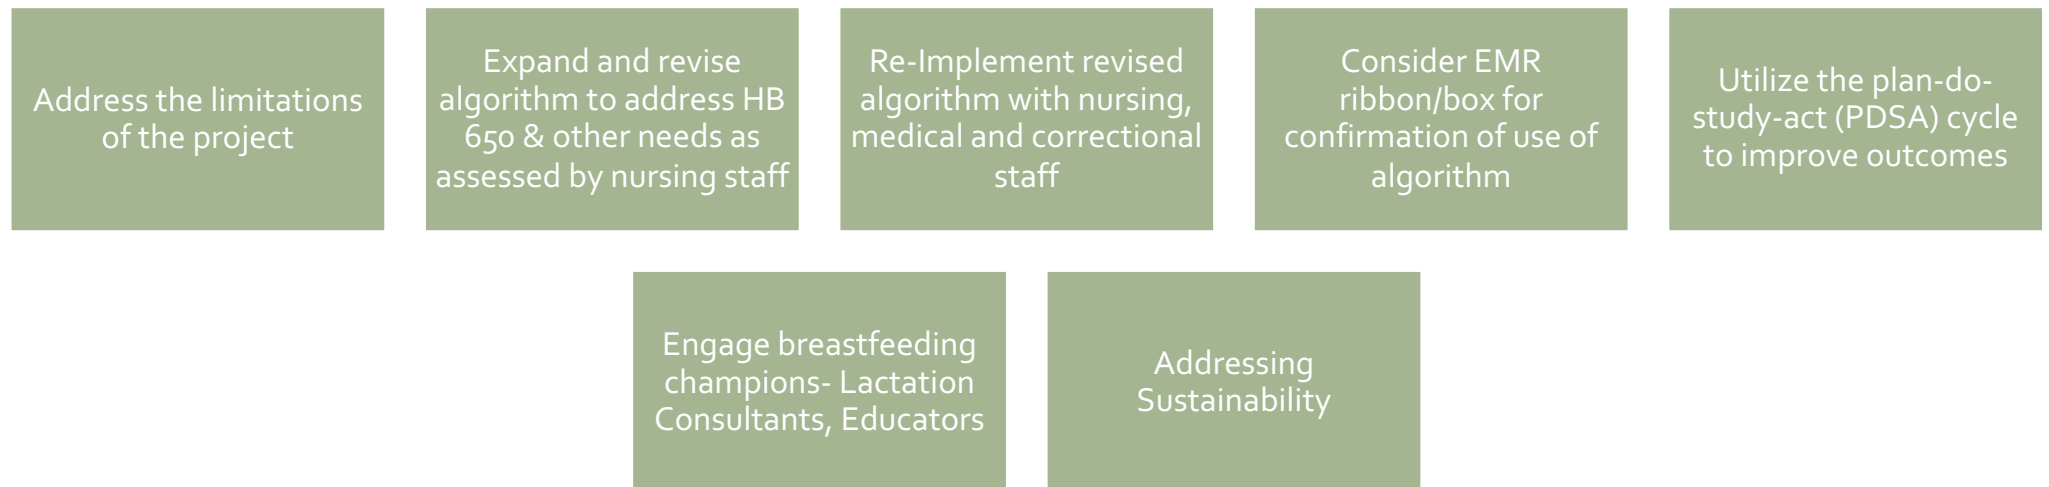 Address the limitations
of the project
Expand and revise
algorithm to address HB
650 & other needs as
assessed by nursing staff
Re-Implement revised
algorithm with nursing,
medical and correctional
staff
Consider EMR
ribbon/box for
confirmation of use of
algorithm
Utilize the plan-do-
study-act (PDSA) cycle
to improve outcomes
Engage breastfeeding
champions- Lactation
Consultants, Educators
Addressing
Sustainability